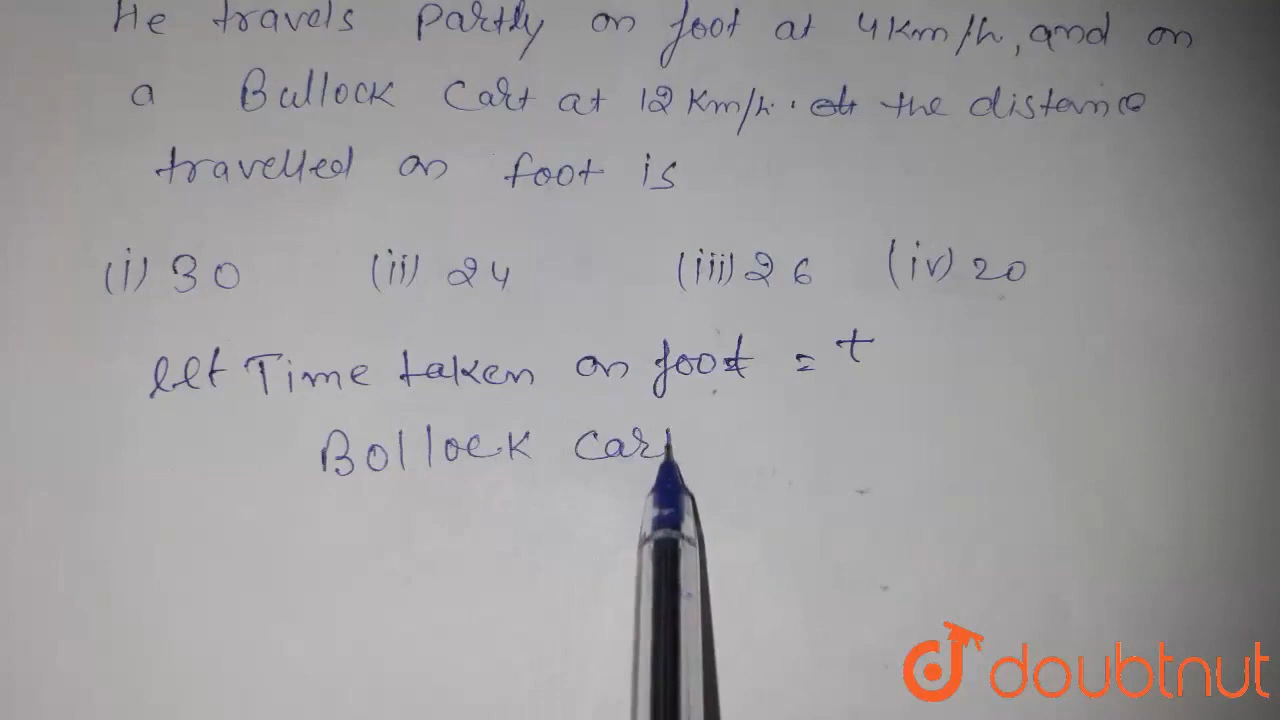 He travels Partly on foot at 4Km/h, and on
a Bullock Cart at 12 Km/h. the distance
travelled on foot is
(i) 30 (ii) 24 (iii) 26 (iv) 20
let Time taken on foot = t
Bollock Car
doubtnut